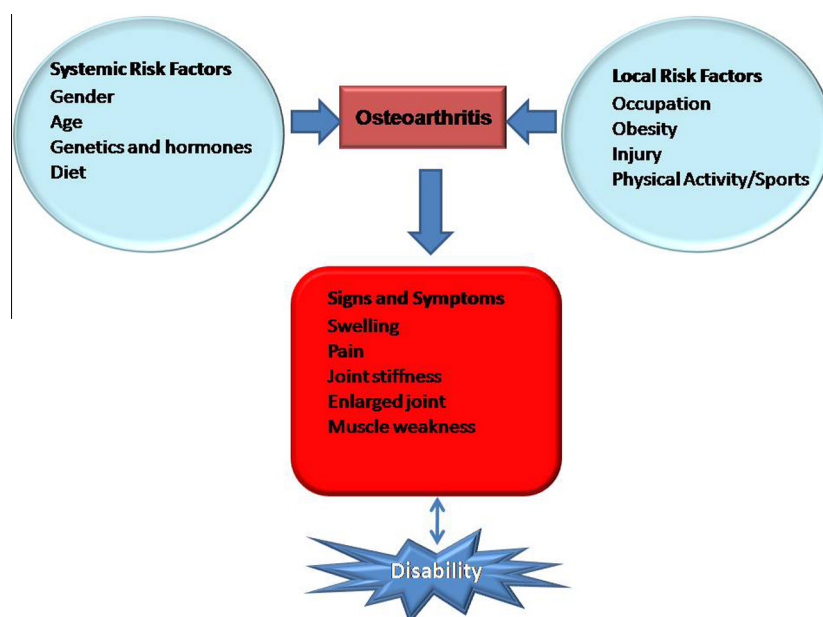 Systemic Risk Factors
Gender
Age
Genetics and hormones
Diet
Osteoarthritis
Local Risk Factors
Occupation
Obesity
Injury
Physical Activity/Sports
Signs and Symptoms
Swelling
Pain
Joint stiffness
Enlarged joint
Muscle weakness
Disability